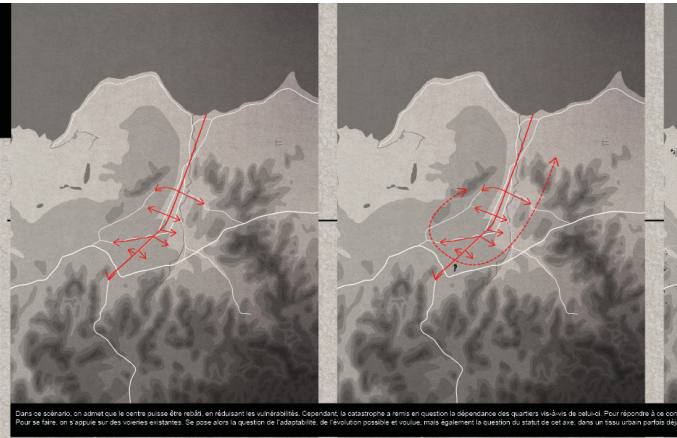 ?
Dans ce scénario, on admet que le centre puisse être rebâti, en réduisant les vulnérabilités. Cependant, la catastrophe a remis en question la dépendance des quartiers vis-à-vis de celui-ci. Pour répondre à ce con
Pour se faire, on s'appuie sur des voieries existantes. Se pose alors la question de l'adaptabilité, de l'évolution possible et voulue, mais également la question du statut de cet axe, dans un tissu urbain parfois déj